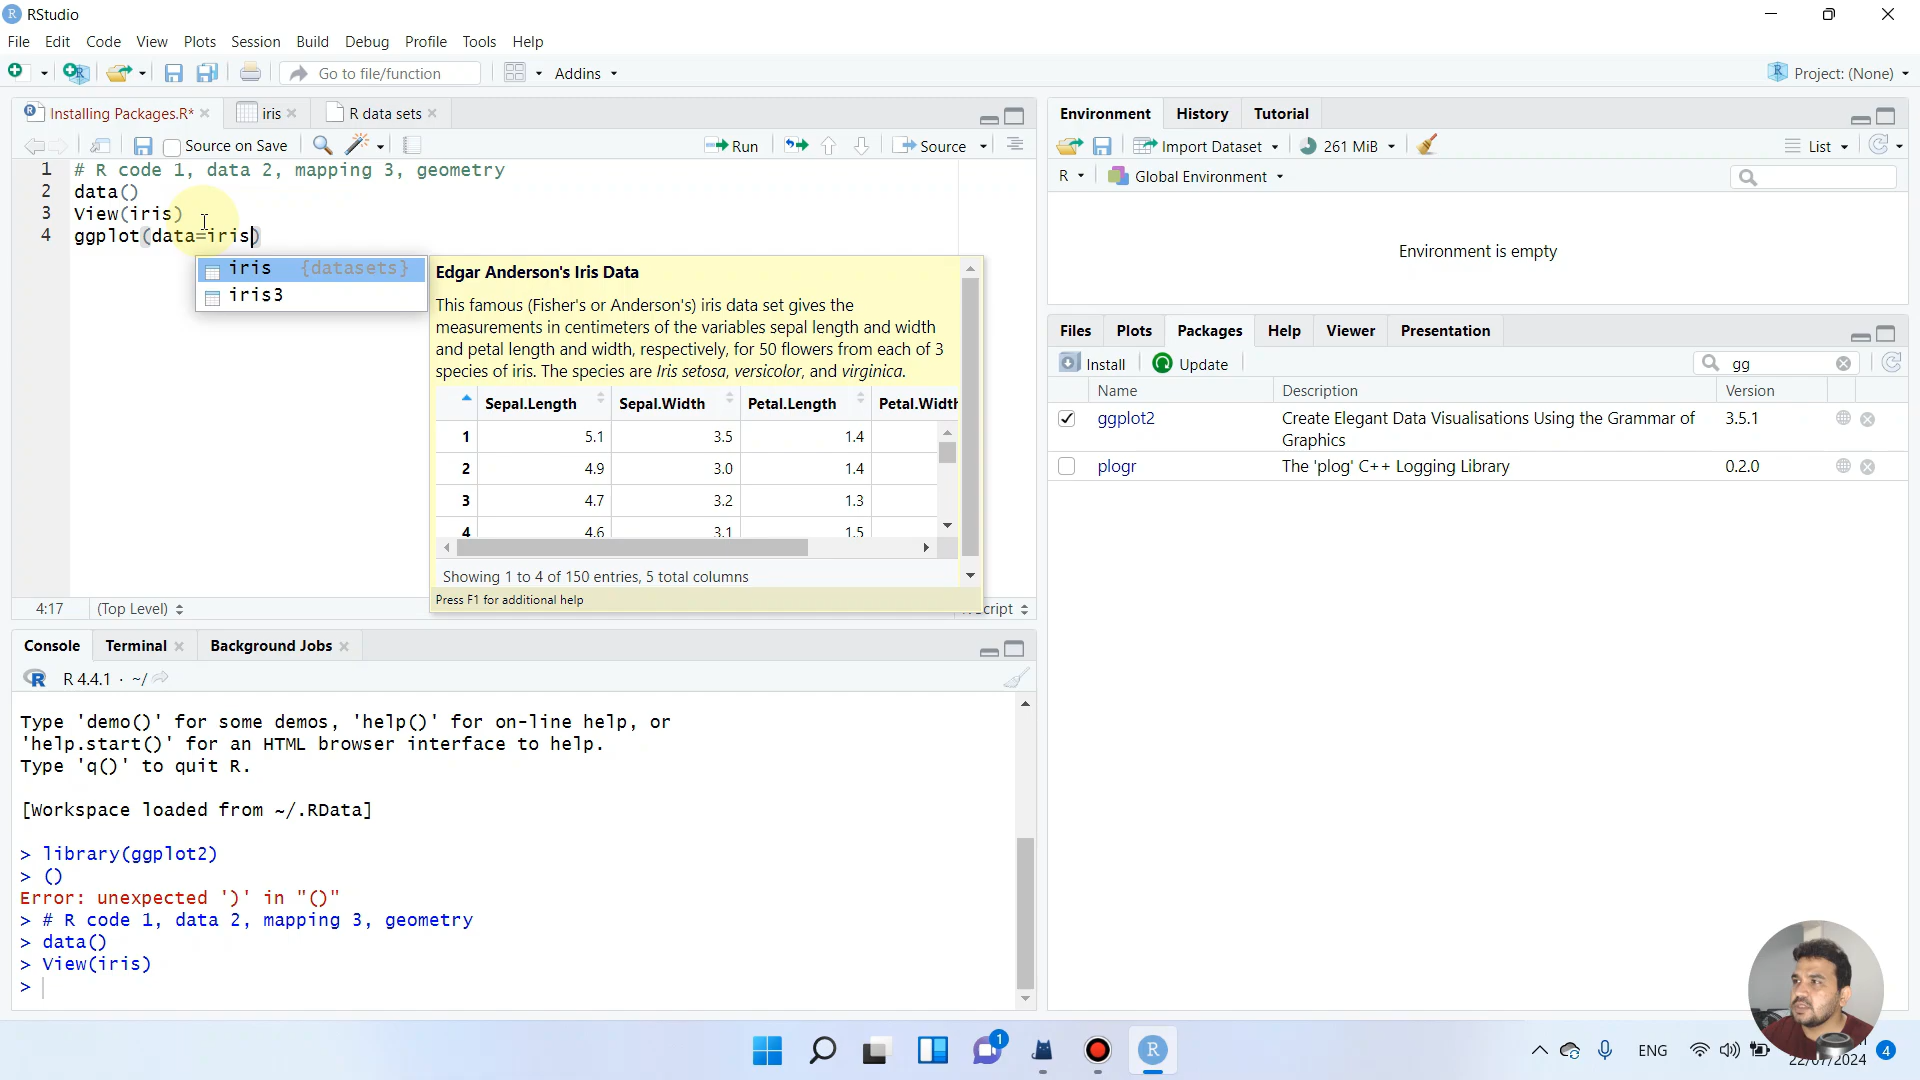 RStudio
File Edit Code View Plots Session Build Debug Profile Tools Help
Go to file/function Addins Project: (None)
Installing Packages.R* iris R data sets
Source on Save Run Source
1 # R code 1, data 2, mapping 3, geometry
2 data()
3 View(iris)
4 ggplot(data=iris)
iris {datasets}
iris3
Edgar Anderson's Iris Data
This famous (Fisher's or Anderson's) iris data set gives the
measurements in centimeters of the variables sepal length and width
and petal length and width, respectively, for 50 flowers from each of 3
species of iris. The species are Iris setosa, versicolor, and virginica.
Sepal.Length Sepal.Width Petal.Length Petal.Width
1 5.1 3.5 1.4
2 4.9 3.0 1.4
3 4.7 3.2 1.3
4 4.6 3.1 1.5
Showing 1 to 4 of 150 entries, 5 total columns
Press F1 for additional help
4:17 (Top Level)
Console Terminal Background Jobs
R 4.4.1 · ~/
Type 'demo()' for some demos, 'help()' for on-line help, or
'help.start()' for an HTML browser interface to help.
Type 'q()' to quit R.
[Workspace loaded from ~/.RData]
> library(ggplot2)
> ()
Error: unexpected ')' in "()"
> # R code 1, data 2, mapping 3, geometry
> data()
> View(iris)
>
Environment History Tutorial
Import Dataset 261 MiB List
R Global Environment
Environment is empty
Files Plots Packages Help Viewer Presentation
Install Update gg
Name Description Version
ggplot2 Create Elegant Data Visualisations Using the Grammar of Graphics 3.5.1
plogr The 'plog' C++ Logging Library 0.2.0
1
ENG
22/07/2024
4